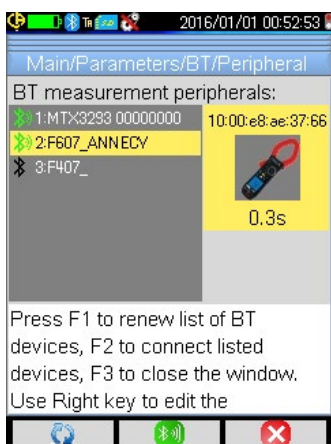 2016/01/01 00:52:53
Main/Parameters/BT/Peripheral
BT measurement peripherals:
1:MTX3293 00000000
2:F607_ANNECY
3:F407_
10:00:e8:ae:37:66
0.3s
Press F1 to renew list of BT
devices, F2 to connect listed
devices, F3 to close the window.
Use Right key to edit the